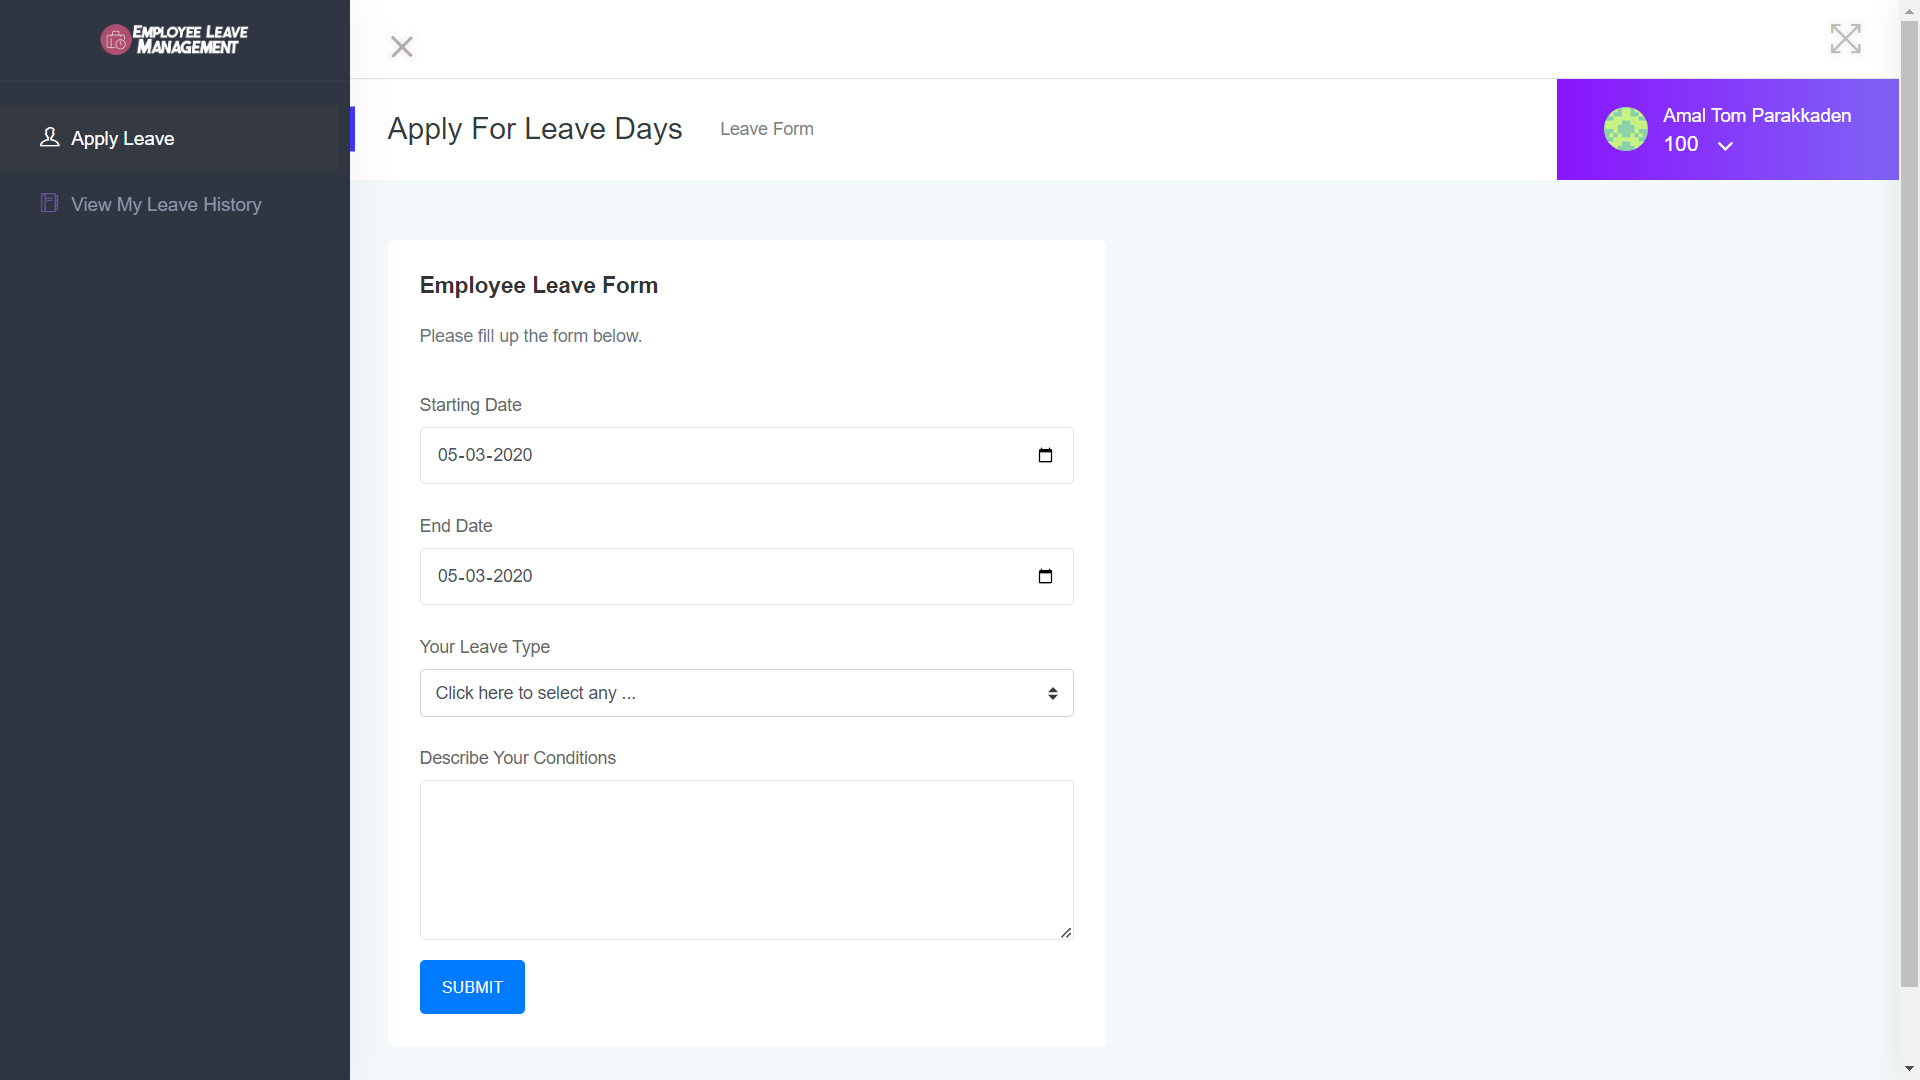 EMPLOYEE LEAVE
MANAGEMENT
Apply Leave
View My Leave History
Apply For Leave Days
Leave Form
Amal Tom Parakkaden
100
Employee Leave Form
Please fill up the form below.
Starting Date
05-03-2020
End Date
05-03-2020
Your Leave Type
Click here to select any ...
Describe Your Conditions
SUBMIT